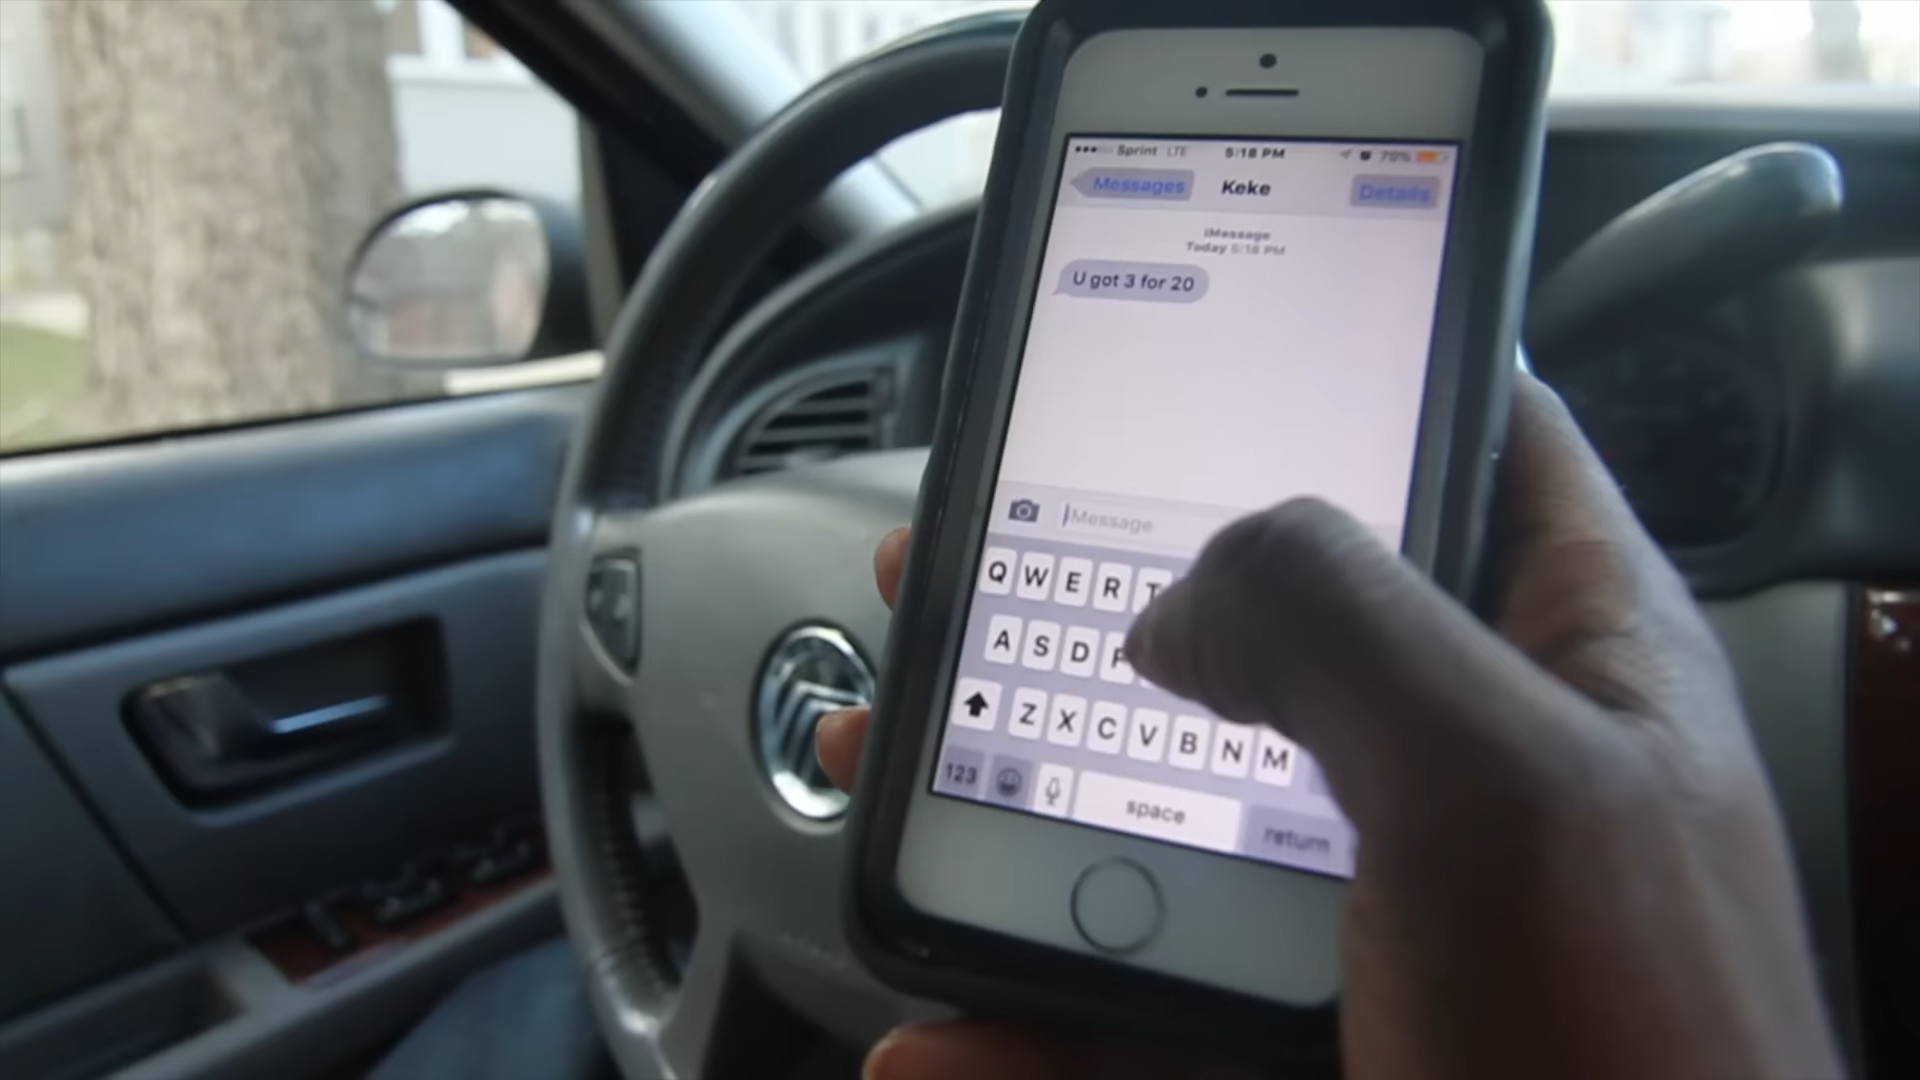 Sprint LTE 5:18 PM 70%
Messages Keke Details
iMessage
Today 5:18 PM
U got 3 for 20
iMessage
Q W E R T
A S D F
Z X C V B N M
123 space return